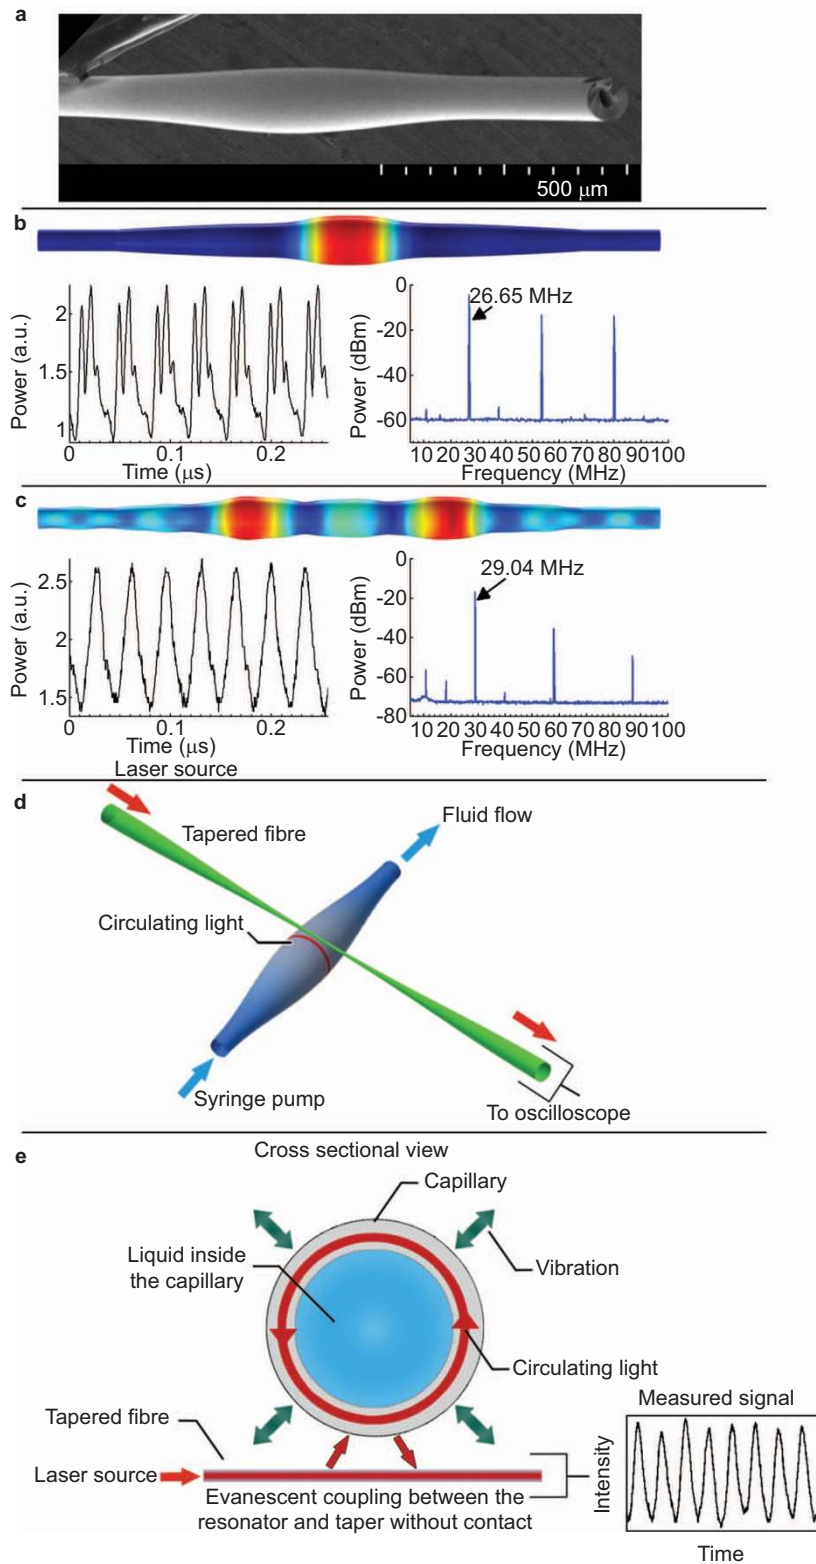 a
500 μm
b
2
1.5
1
Power (a.u.)
0
0.1
0.2
Time (μs)
0
-20
-40
-60
Power (dBm)
26.65 MHz
10 20 30 40 50 60 70 80 90 100
Frequency (MHz)
c
2.5
2
1.5
Power (a.u.)
0
0.1
0.2
Time (μs)
0
-20
-40
-60
-80
Power (dBm)
29.04 MHz
10 20 30 40 50 60 70 80 90 100
Frequency (MHz)
Laser source
d
Tapered fibre
Fluid flow
Circulating light
Syringe pump
To oscilloscope
e
Cross sectional view
Capillary
Liquid inside
the capillary
Vibration
Circulating light
Tapered fibre
Laser source
Evanescent coupling between the
resonator and taper without contact
Measured signal
Intensity
Time